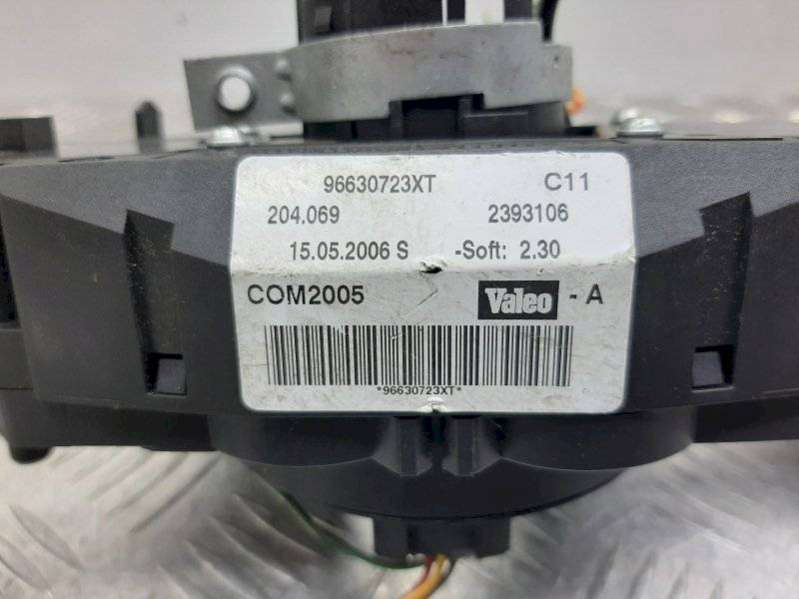 96630723XT C11
204.069 2393106
15.05.2006 S -Soft: 2.30
COM2005 Valeo - A
*96630723XT*